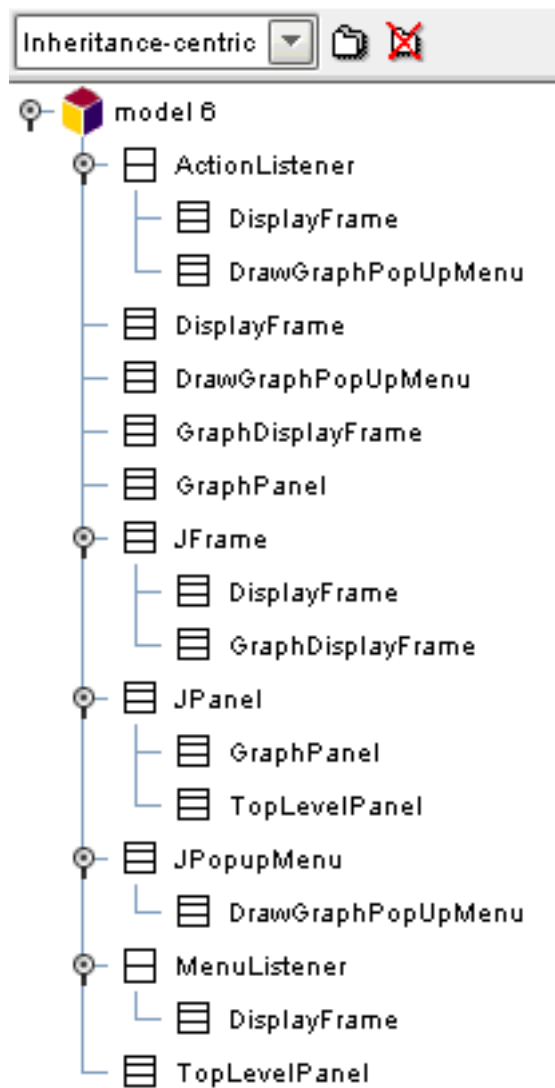 Inheritance-centric
model 6
ActionListener
DisplayFrame
DrawGraphPopUpMenu
DisplayFrame
DrawGraphPopUpMenu
GraphDisplayFrame
GraphPanel
JFrame
DisplayFrame
GraphDisplayFrame
JPanel
GraphPanel
TopLevelPanel
JPopupMenu
DrawGraphPopUpMenu
MenuListener
DisplayFrame
TopLevelPanel